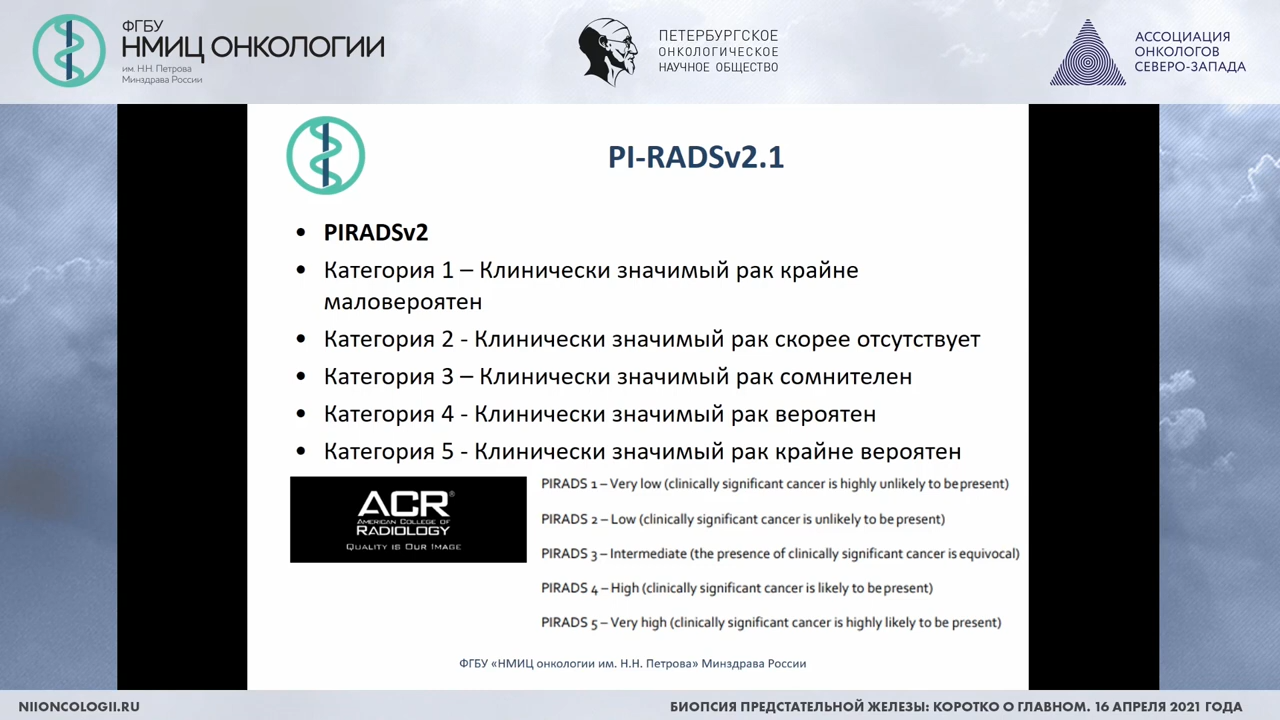 ФГБУ
НМИЦ ОНКОЛОГИИ
им. Н.Н. Петрова
Минздрава России
ПЕТЕРБУРГСКОЕ
ОНКОЛОГИЧЕСКОЕ
НАУЧНОЕ ОБЩЕСТВО
АССОЦИАЦИЯ
ОНКОЛОГОВ
СЕВЕРО-ЗАПАДА
PI-RADSv2.1
• PIRADSv2
• Категория 1 – Клинически значимый рак крайне
маловероятен
• Категория 2 - Клинически значимый рак скорее отсутствует
• Категория 3 – Клинически значимый рак сомнителен
• Категория 4 - Клинически значимый рак вероятен
• Категория 5 - Клинически значимый рак крайне вероятен
ACR®
AMERICAN COLLEGE OF
RADIOLOGY
QUALITY IS OUR IMAGE
PIRADS 1 – Very low (clinically significant cancer is highly unlikely to be present)
PIRADS 2 – Low (clinically significant cancer is unlikely to be present)
PIRADS 3 – Intermediate (the presence of clinically significant cancer is equivocal)
PIRADS 4 – High (clinically significant cancer is likely to be present)
PIRADS 5 – Very high (clinically significant cancer is highly likely to be present)
ФГБУ «НМИЦ онкологии им. Н.Н. Петрова» Минздрава России
NIIONCOLOGII.RU
БИОПСИЯ ПРЕДСТАТЕЛЬНОЙ ЖЕЛЕЗЫ: КОРОТКО О ГЛАВНОМ. 16 АПРЕЛЯ 2021 ГОДА